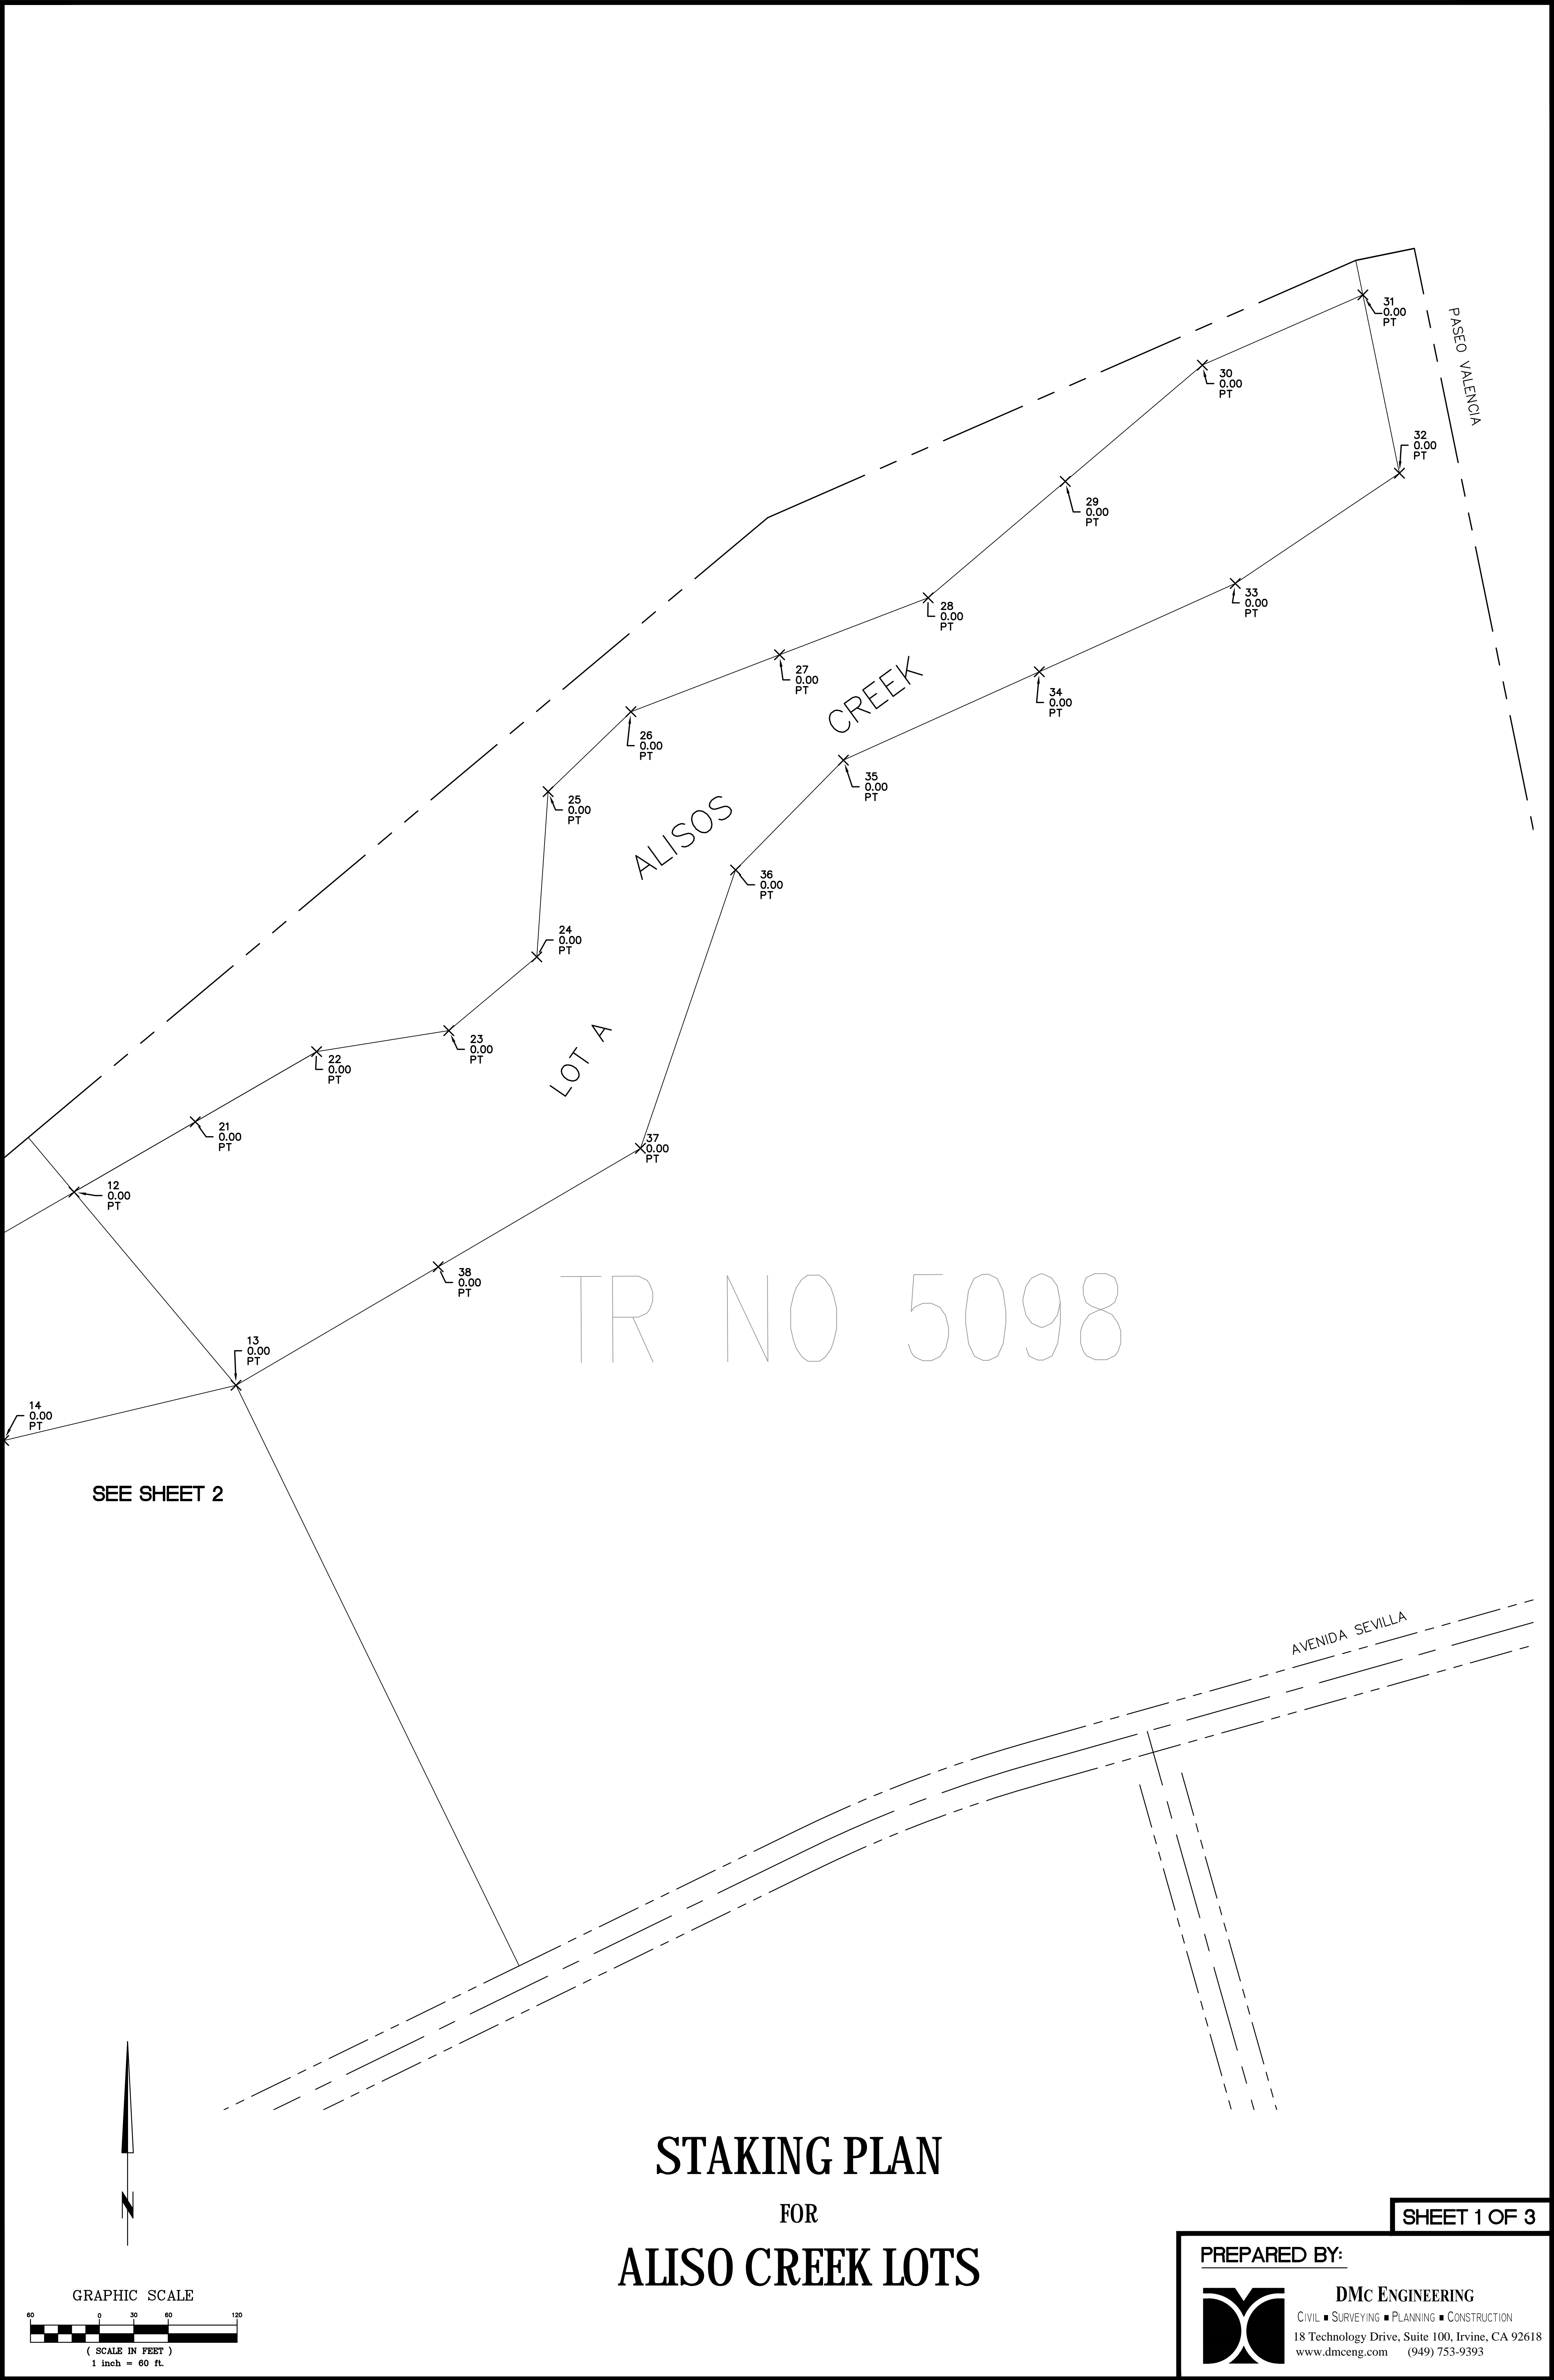 PASEO VALENCIA
31
0.00
PT
30
0.00
PT
32
0.00
PT
29
0.00
PT
33
0.00
PT
28
0.00
PT
27
0.00
PT
34
0.00
PT
CREEK
26
0.00
PT
35
0.00
PT
25
0.00
PT
ALISOS
36
0.00
PT
24
0.00
PT
23
0.00
PT
LOT A
22
0.00
PT
21
0.00
PT
37
0.00
PT
12
0.00
PT
38
0.00
PT
TR NO 5098
13
0.00
PT
14
0.00
PT
SEE SHEET 2
AVENIDA SEVILLA
N
STAKING PLAN
FOR
ALISO CREEK LOTS
GRAPHIC SCALE
60 0 30 60 120
( SCALE IN FEET )
1 inch = 60 ft.
SHEET 1 OF 3
PREPARED BY:
DMC ENGINEERING
CIVIL ▪ SURVEYING ▪ PLANNING ▪ CONSTRUCTION
18 Technology Drive, Suite 100, Irvine, CA 92618
www.dmceng.com (949) 753-9393